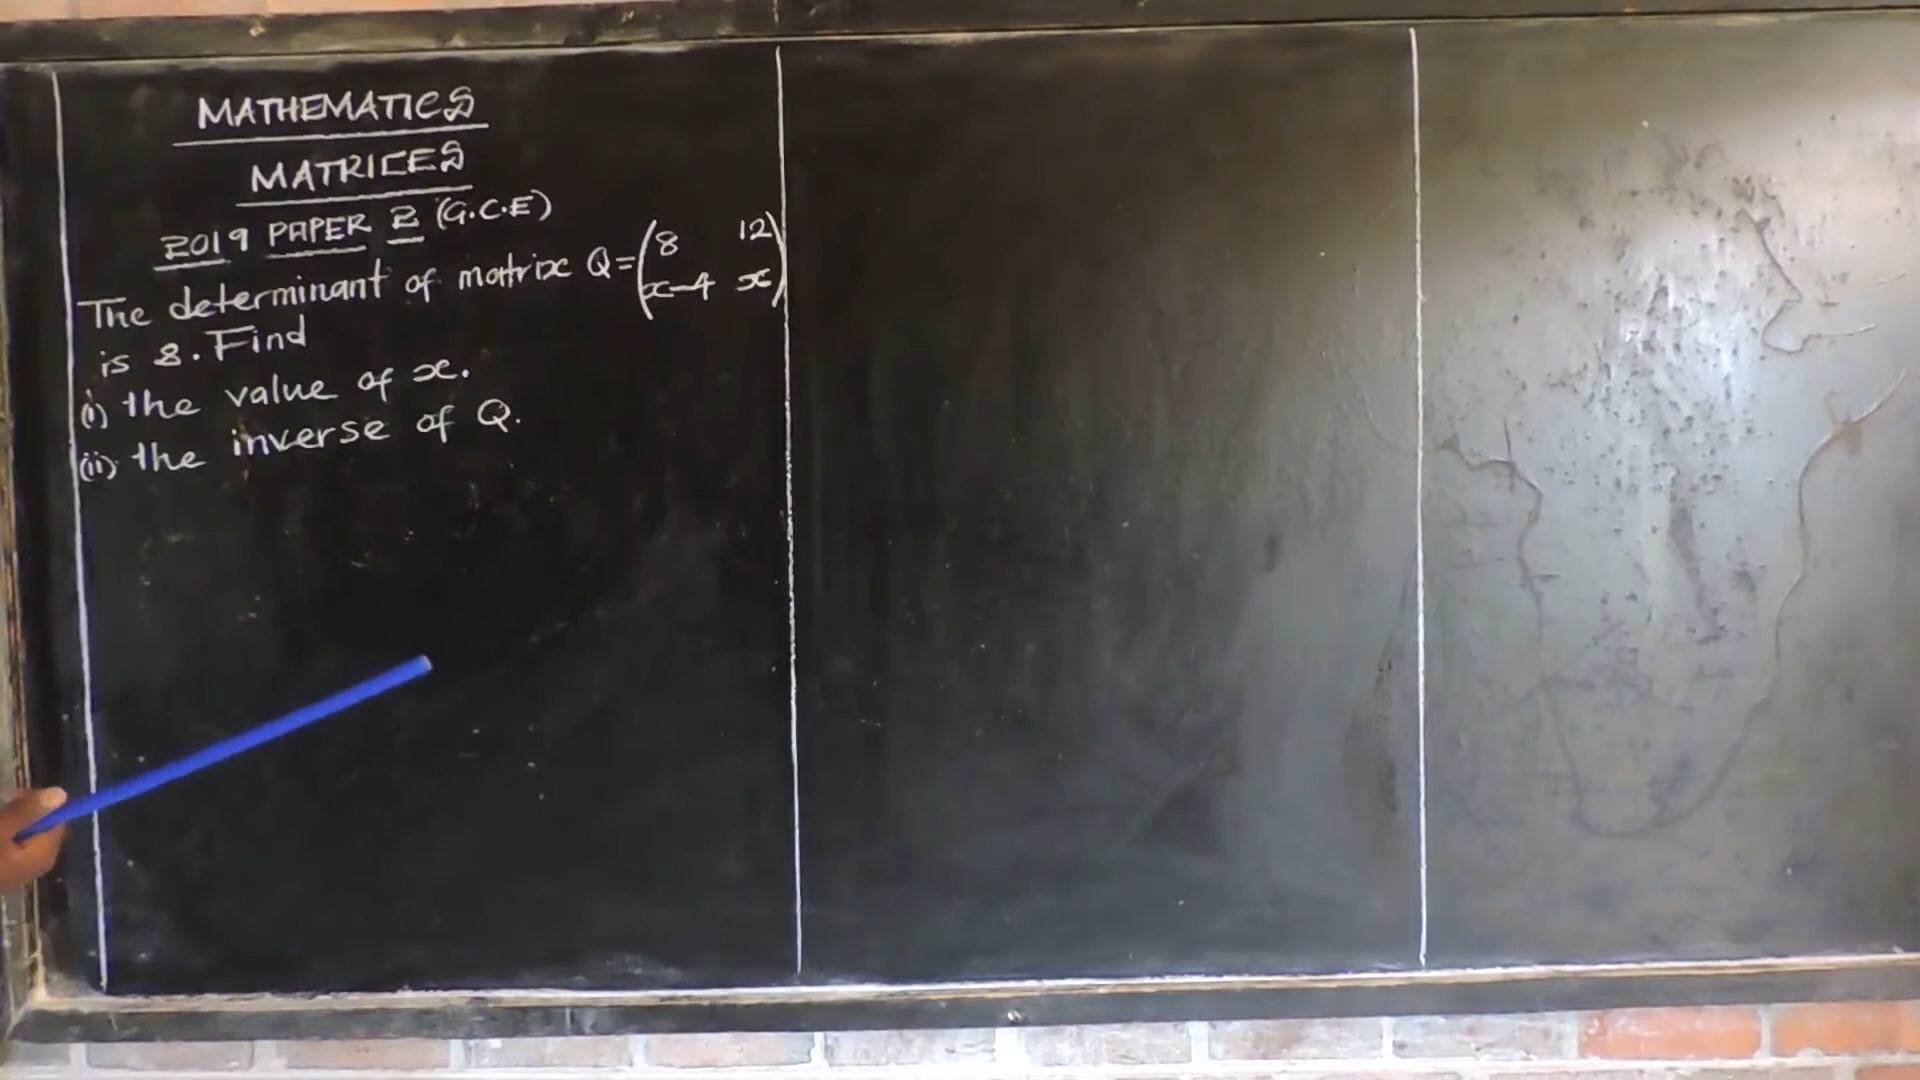 MATHEMATICS
MATRICES
2019 PAPER 2 (G.C.E)
The determinant of matrix Q = (8 12
x-4 x)
is 8. Find
(i) the value of x.
(ii) the inverse of Q.